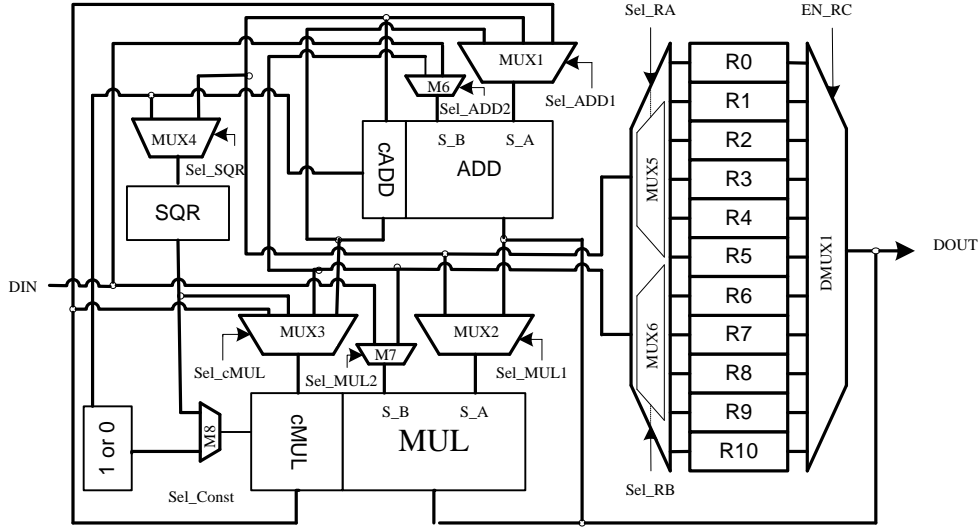 Sel_RA
EN_RC
MUX1
M6
Sel_ADD1
Sel_ADD2
MUX4
Sel_SQR
SQR
cADD
S_B
S_A
ADD
MUX5
MUX6
R0
R1
R2
R3
R4
R5
R6
R7
R8
R9
R10
DMUX1
DOUT
DIN
MUX3
M7
MUX2
Sel_cMUL
Sel_MUL2
Sel_MUL1
1 or 0
M8
Sel_Const
cMUL
S_B
S_A
MUL
Sel_RB